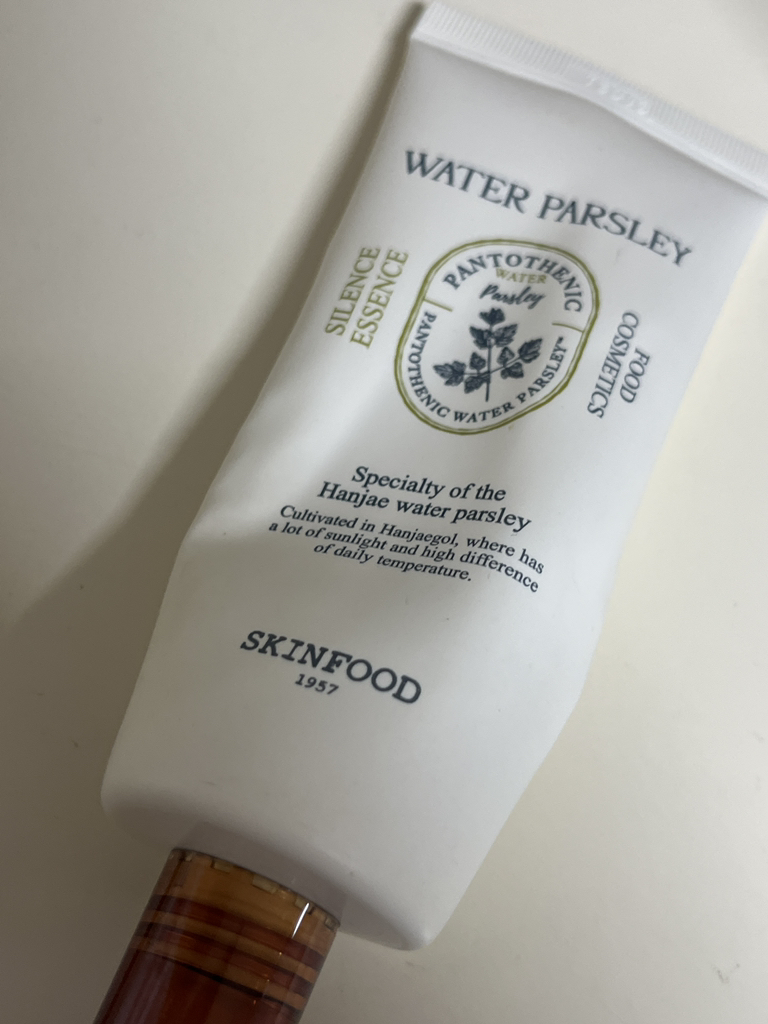 WATER PARSLEY
SILENCE
ESSENCE
PANTOTHENIC
WATER
Parsley
PANTOTHENIC WATER PARSLEY™
FOOD
COSMETICS
Specialty of the
Hanjae water parsley
Cultivated in Hanjaegol, where has
a lot of sunlight and high difference
of daily temperature.
SKINFOOD
1957